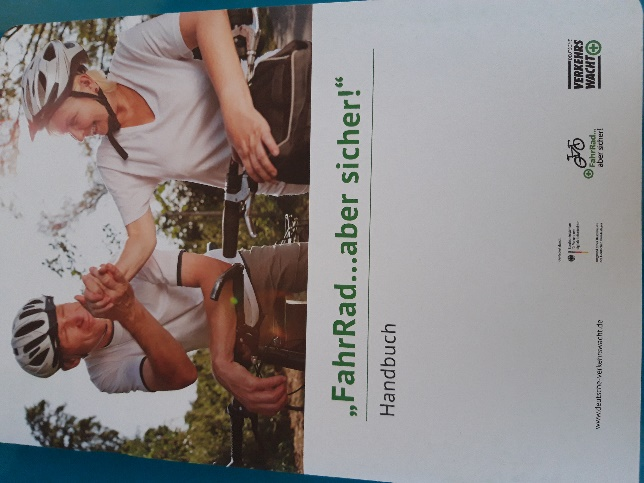 „FahrRad...aber sicher!“
Handbuch
DEUTSCHE
VERKEHRS
WACHT
FahrRad...
aber sicher!
www.deutsche-verkehrswacht.de